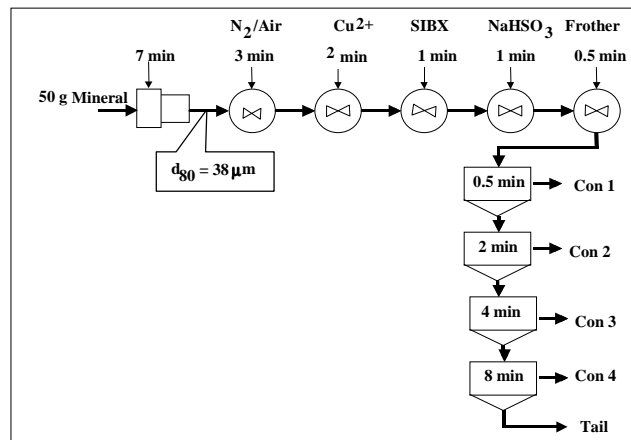 N2/Air Cu2+ SIBX NaHSO3 Frother
7 min 3 min 2 min 1 min 1 min 0.5 min
50 g Mineral
d80 = 38 μm
0.5 min Con 1
2 min Con 2
4 min Con 3
8 min Con 4
Tail